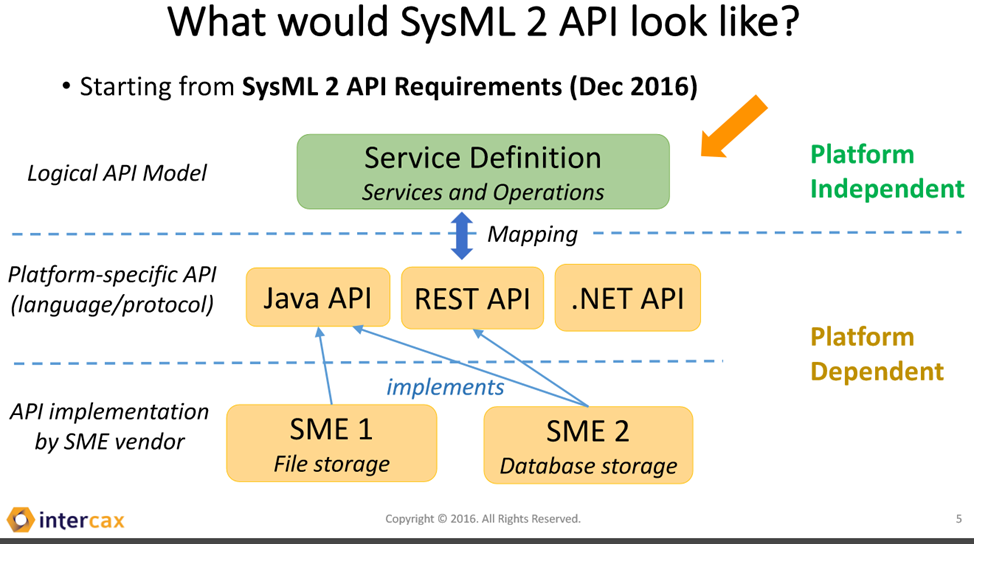 What would SysML 2 API look like?
• Starting from SysML 2 API Requirements (Dec 2016)
Logical API Model
Service Definition
Services and Operations
Platform
Independent
Mapping
Platform-specific API
(language/protocol)
Java API
REST API
.NET API
Platform
Dependent
implements
API implementation
by SME vendor
SME 1
File storage
SME 2
Database storage
intercax
Copyright © 2016. All Rights Reserved.
5